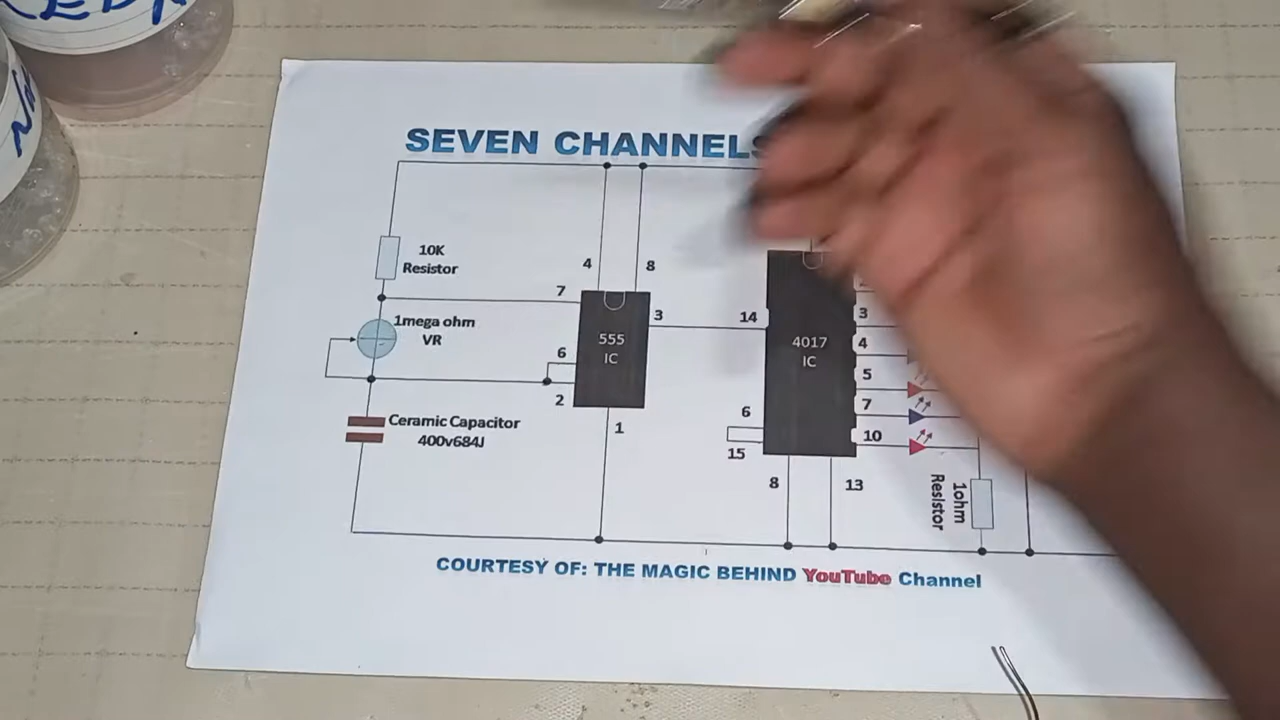 SEVEN CHANNELS
10K
Resistor
4
8
7
1mega ohm
VR
555
IC
3
14
4017
IC
3
4
5
7
10
6
2
6
15
Ceramic Capacitor
400v684J
1
8
13
1ohm
Resistor
COURTESY OF: THE MAGIC BEHIND YouTube Channel